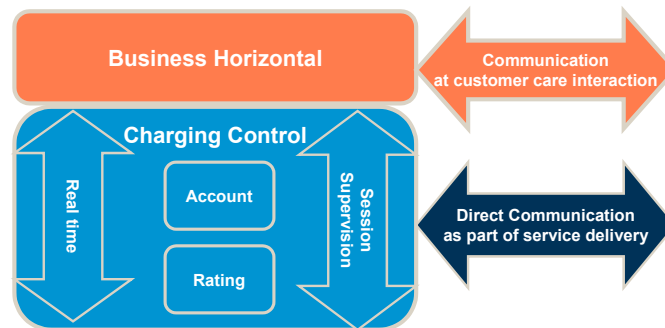 Business Horizontal
Communication
at customer care interaction
Charging Control
Real time
Account
Rating
Session
Supervision
Direct Communication
as part of service delivery